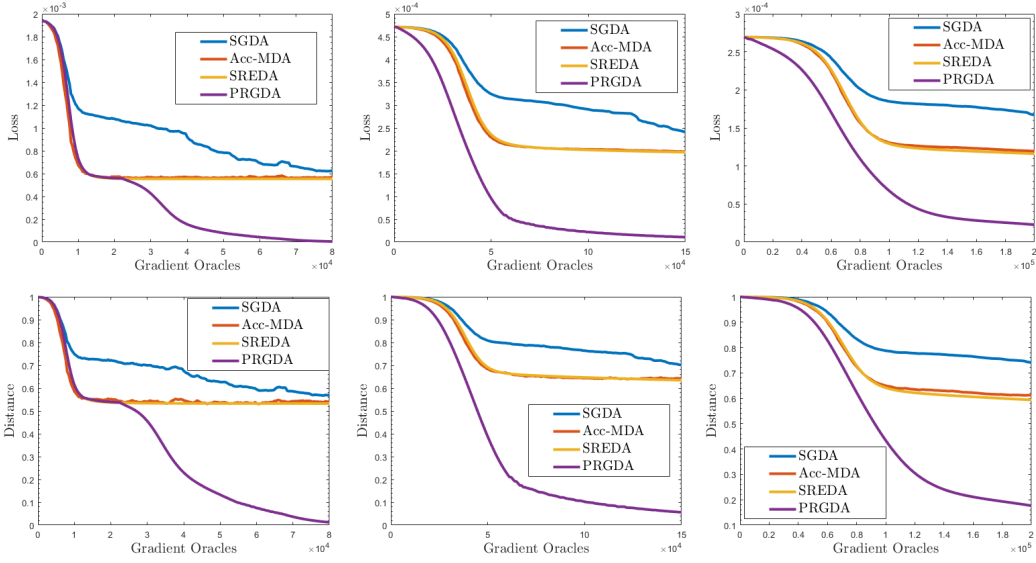 ×10⁻³
2
1.8
1.6
1.4
1.2
1
0.8
0.6
0.4
0.2
0
Loss
SGDA
Acc-MDA
SREDA
PRGDA
0 1 2 3 4 5 6 7 8
Gradient Oracles ×10⁴
×10⁻⁴
5
4.5
4
3.5
3
2.5
2
1.5
1
0.5
0
Loss
SGDA
Acc-MDA
SREDA
PRGDA
0 5 10 15
Gradient Oracles ×10⁴
×10⁻⁴
3
2.5
2
1.5
1
0.5
0
Loss
SGDA
Acc-MDA
SREDA
PRGDA
0 0.2 0.4 0.6 0.8 1 1.2 1.4 1.6 1.8 2
Gradient Oracles ×10⁵
1
0.9
0.8
0.7
0.6
0.5
0.4
0.3
0.2
0.1
0
Distance
SGDA
Acc-MDA
SREDA
PRGDA
0 1 2 3 4 5 6 7 8
Gradient Oracles ×10⁴
1
0.9
0.8
0.7
0.6
0.5
0.4
0.3
0.2
0.1
0
Distance
SGDA
Acc-MDA
SREDA
PRGDA
0 5 10 15
Gradient Oracles ×10⁴
1
0.9
0.8
0.7
0.6
0.5
0.4
0.3
0.2
0.1
Distance
SGDA
Acc-MDA
SREDA
PRGDA
0 0.2 0.4 0.6 0.8 1 1.2 1.4 1.6 1.8 2
Gradient Oracles ×10⁵